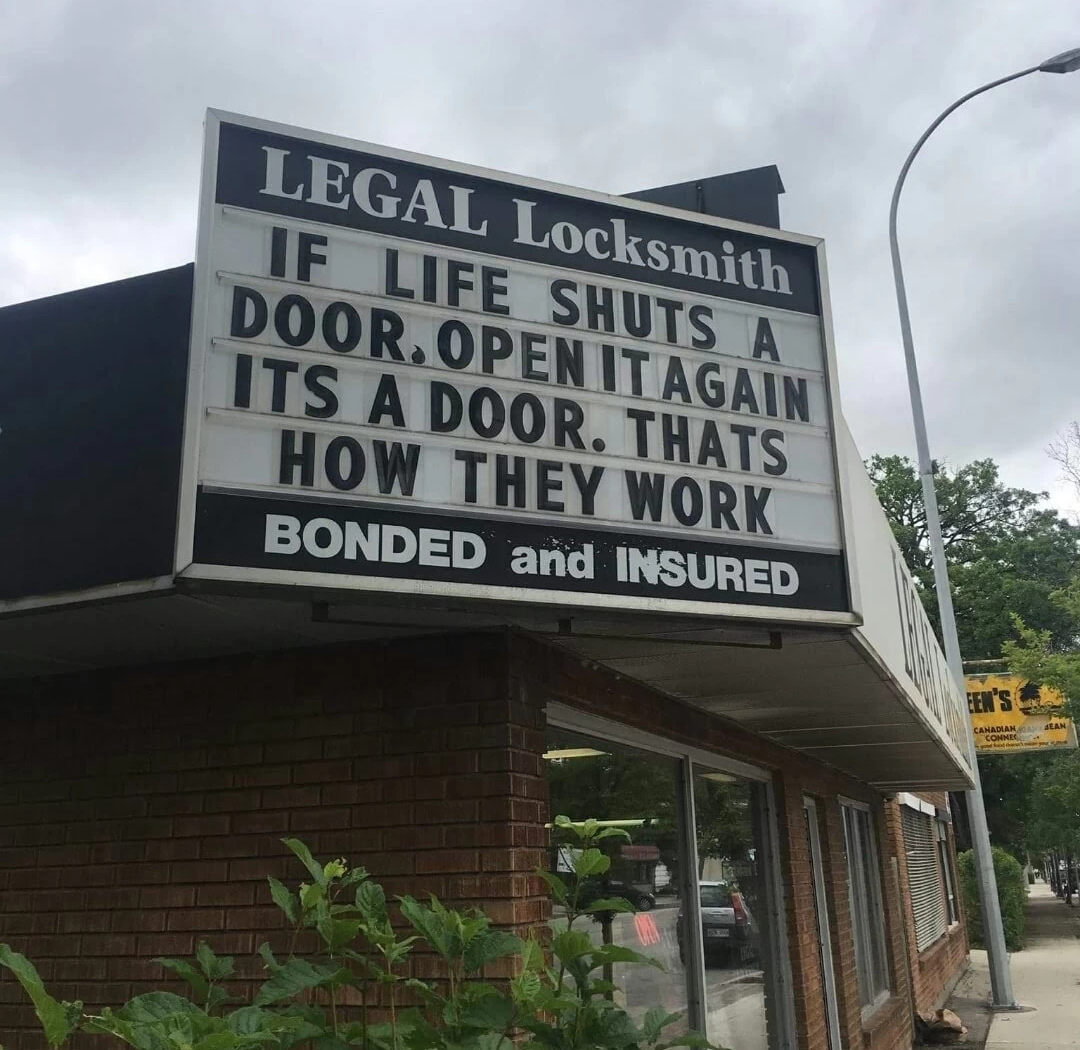 LEGAL Locksmith
IF LIFE SHUTS A
DOOR, OPEN IT AGAIN
ITS A DOOR. THATS
HOW THEY WORK
BONDED and INSURED
LEGAL
EEN'S
CANADIAN